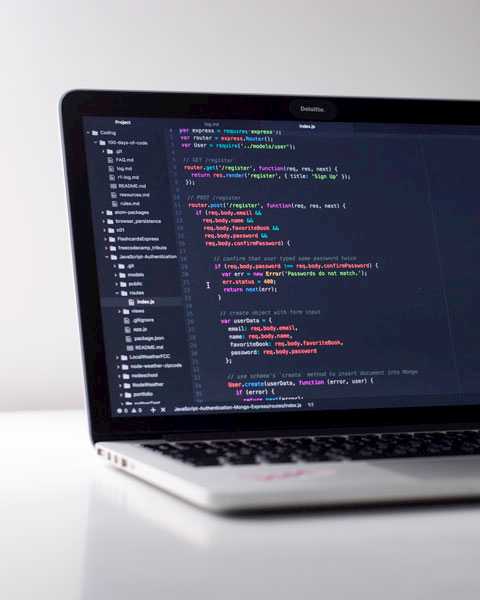 Deloitte.
Project
log.md
index.js
Coding
100-days-of-code
.git
FAQ.md
log.md
r1-log.md
README.md
resources.md
rules.md
atom-packages
browser_persistence
x01
FlashcardsExpress
freecodecamp_tribute
JavaScript-Authentication
.git
models
public
routes
index.js
views
.gitignore
app.js
package.json
README.md
LocalWeatherFCC
node-weather-zipcode
nodeschool
NodeWeather
portfolio
var express = require('express');
var router = express.Router();
var User = require('../models/user');
// GET /register
router.get('/register', function(req, res, next) {
return res.render('register', { title: 'Sign Up' });
});
// POST /register
router.post('/register', function(req, res, next) {
if (req.body.email &&
req.body.name &&
req.body.favoriteBook &&
req.body.password &&
req.body.confirmPassword) {
// confirm that user typed same password twice
if (req.body.password !== req.body.confirmPassword) {
var err = new Error('Passwords do not match.');
err.status = 400;
return next(err);
}
// create object with form input
var userData = {
email: req.body.email,
name: req.body.name,
favoriteBook: req.body.favoriteBook,
password: req.body.password
};
// use schema's `create` method to insert document into Mongo
User.create(userData, function (error, user) {
if (error) {
return next(error);
JavaScript-Authentication-Mongo-Express/routes/index.js 1:1